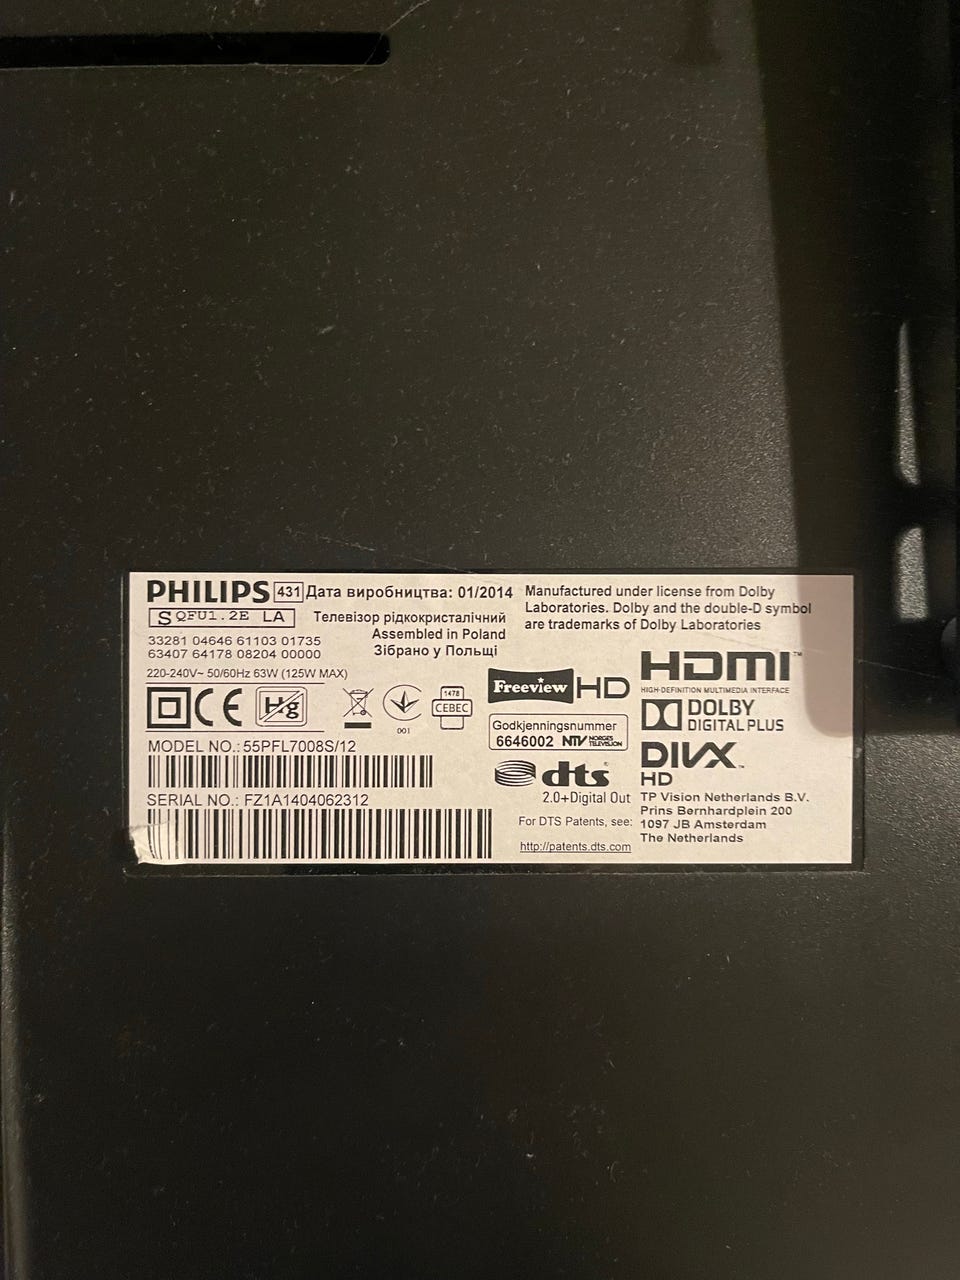 PHILIPS 431 Дата виробництва: 01/2014
S QFU1.2E LA
Телевізор рідкокристалічний
Assembled in Poland
Зібрано у Польщі
33281 04646 61103 01735
63407 64178 08204 00000
220-240V~ 50/60Hz 63W (125W MAX)
CE Hg
001
1478
CEBEC
MODEL NO.: 55PFL7008S/12
SERIAL NO.: FZ1A1404062312
Manufactured under license from Dolby
Laboratories. Dolby and the double-D symbol
are trademarks of Dolby Laboratories
Freeview HD
Godkjenningsnummer
6646002 NTV NORGES TELEVISJON
dts
2.0+Digital Out
For DTS Patents, see:
http://patents.dts.com
HDMI™
HIGH-DEFINITION MULTIMEDIA INTERFACE
DOLBY
DIGITAL PLUS
DIVX™
HD
TP Vision Netherlands B.V.
Prins Bernhardplein 200
1097 JB Amsterdam
The Netherlands